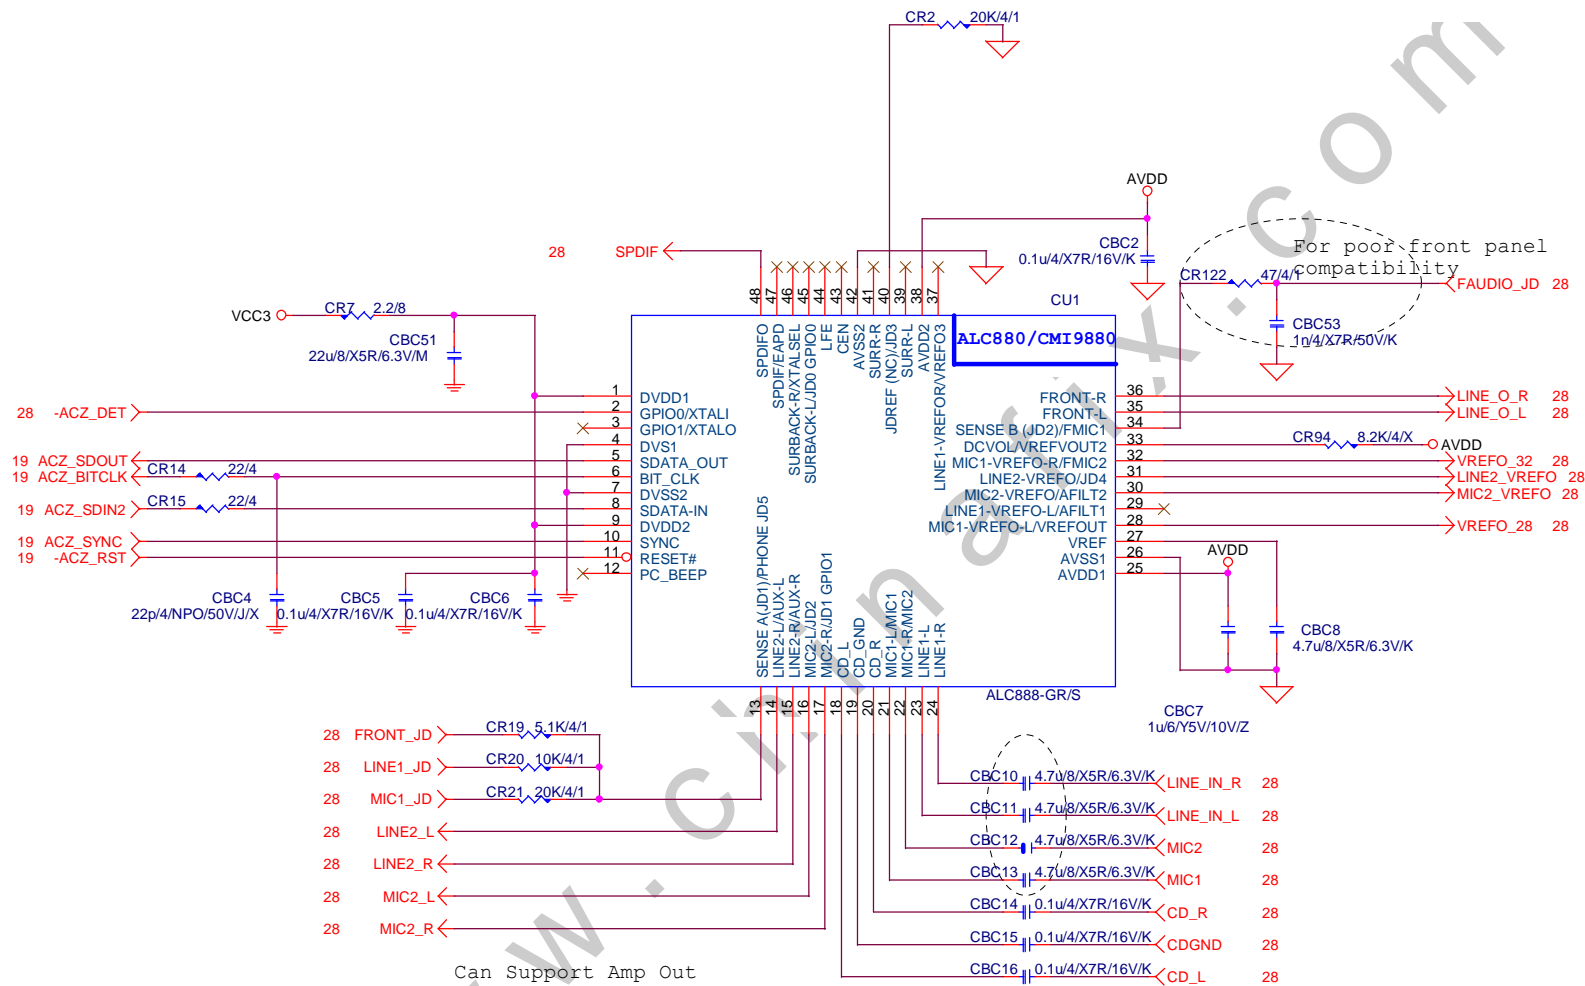 CR2 20K/4/1
AVDD
For poor front panel
compatibility
28 SPDIF
CBC2
0.1u/4/X7R/16V/K
CR122 47/4/1
FAUDIO_JD 28
CBC53
1n/4/X7R/50V/K
VCC3 CR7 2.2/8
CBC51
22u/8/X5R/6.3V/M
48 47 46 45 44 43 42 41 40 39 38 37
CU1
ALC880/CMI9880
SPDIFO
SPDIF/EAPD
SURBACK-R/XTALSEL
SURBACK-L/JD0 GPIO0
LFE
CEN
AVSS2
SURR-R
JDREF (NC)/JD3
SURR-L
AVDD2
LINE1-VREFOR/VREFO3
1 DVDD1
28 -ACZ_DET 2 GPIO0/XTALI
3 GPIO1/XTALO
4 DVS1
19 ACZ_SDOUT 5 SDATA_OUT
19 ACZ_BITCLK CR14 22/4 6 BIT_CLK
7 DVSS2
19 ACZ_SDIN2 CR15 22/4 8 SDATA-IN
9 DVDD2
19 ACZ_SYNC 10 SYNC
19 -ACZ_RST 11 RESET#
12 PC_BEEP
FRONT-R 36 LINE_O_R 28
FRONT-L 35 LINE_O_L 28
SENSE B (JD2)/FMIC1 34
DCVOL/VREFVOUT2 33 CR94 8.2K/4/X AVDD
MIC1-VREFO-R/FMIC2 32 VREFO_32 28
LINE2-VREFO/JD4 31 LINE2_VREFO 28
MIC2-VREFO/AFILT2 30 MIC2_VREFO 28
LINE1-VREFO-L/AFILT1 29
MIC1-VREFO-L/VREFOUT 28 VREFO_28 28
VREF 27
AVSS1 26
AVDD1 25
AVDD
CBC4
22p/4/NPO/50V/J/X
CBC5
0.1u/4/X7R/16V/K
CBC6
0.1u/4/X7R/16V/K
CBC8
4.7u/8/X5R/6.3V/K
CBC7
1u/6/Y5V/10V/Z
SENSE A(JD1)/PHONE JD5
LINE2-L/AUX-L
LINE2-R/AUX-R
MIC2-L/JD2
MIC2-R/JD1 GPIO1
CD_L
CD_GND
CD_R
MIC1-L/MIC1
MIC1-R/MIC2
LINE1-L
LINE1-R
ALC888-GR/S
13 14 15 16 17 18 19 20 21 22 23 24
28 FRONT_JD CR19 5.1K/4/1
28 LINE1_JD CR20 10K/4/1
28 MIC1_JD CR21 20K/4/1
28 LINE2_L
28 LINE2_R
28 MIC2_L
28 MIC2_R
CBC10 4.7u/8/X5R/6.3V/K LINE_IN_R 28
CBC11 4.7u/8/X5R/6.3V/K LINE_IN_L 28
CBC12 4.7u/8/X5R/6.3V/K MIC2 28
CBC13 4.7u/8/X5R/6.3V/K MIC1 28
CBC14 0.1u/4/X7R/16V/K CD_R 28
CBC15 0.1u/4/X7R/16V/K CDGND 28
CBC16 0.1u/4/X7R/16V/K CD_L 28
Can Support Amp Out
w.chinafix.com